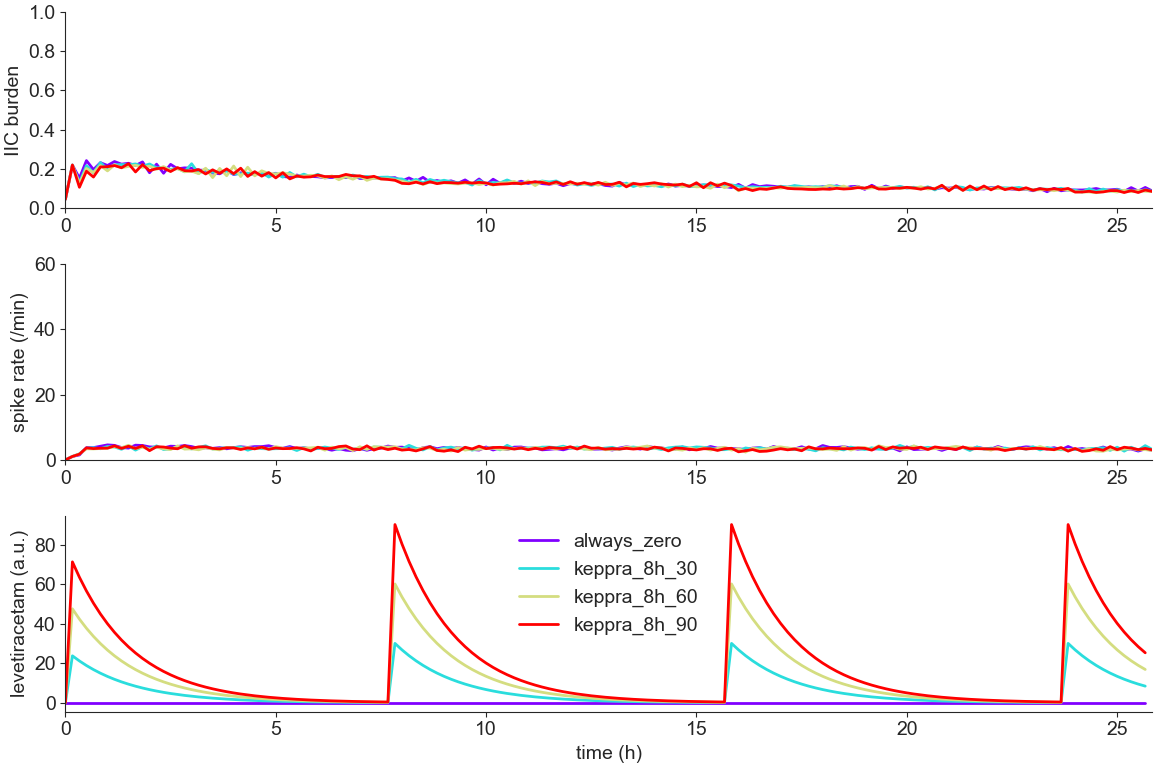 IIC burden
1.0
0.8
0.6
0.4
0.2
0.0
0 5 10 15 20 25
spike rate (/min)
60
40
20
0
0 5 10 15 20 25
levetiracetam (a.u.)
80
60
40
20
0
always_zero
keppra_8h_30
keppra_8h_60
keppra_8h_90
0 5 10 15 20 25
time (h)